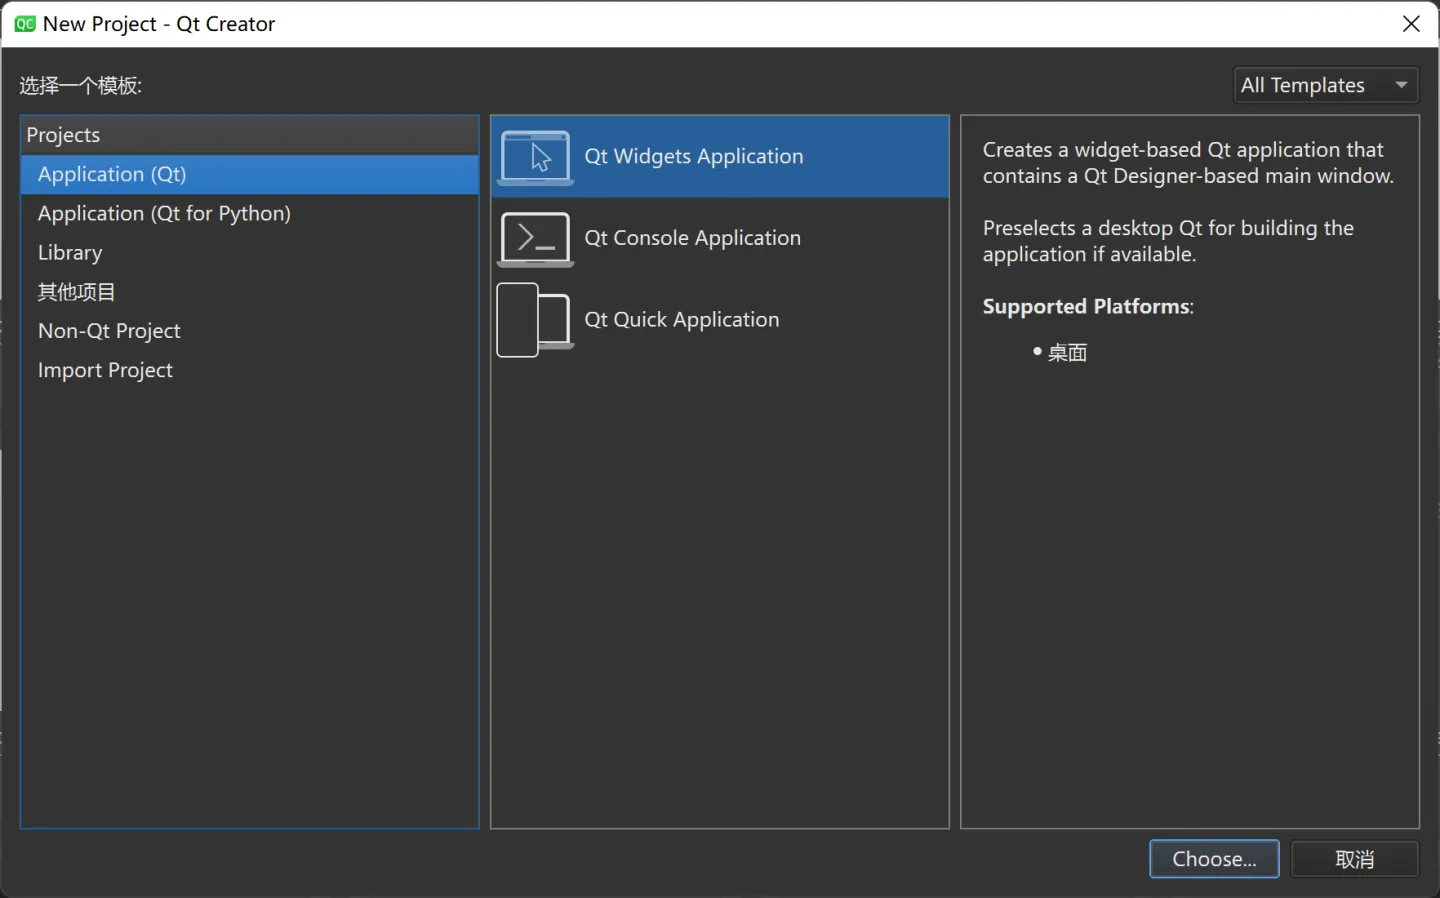 QC New Project - Qt Creator
选择一个模板:
All Templates
Projects
Application (Qt)
Application (Qt for Python)
Library
其他项目
Non-Qt Project
Import Project
Qt Widgets Application
Qt Console Application
Qt Quick Application
Creates a widget-based Qt application that
contains a Qt Designer-based main window.
Preselects a desktop Qt for building the
application if available.
Supported Platforms:
• 桌面
Choose...
取消